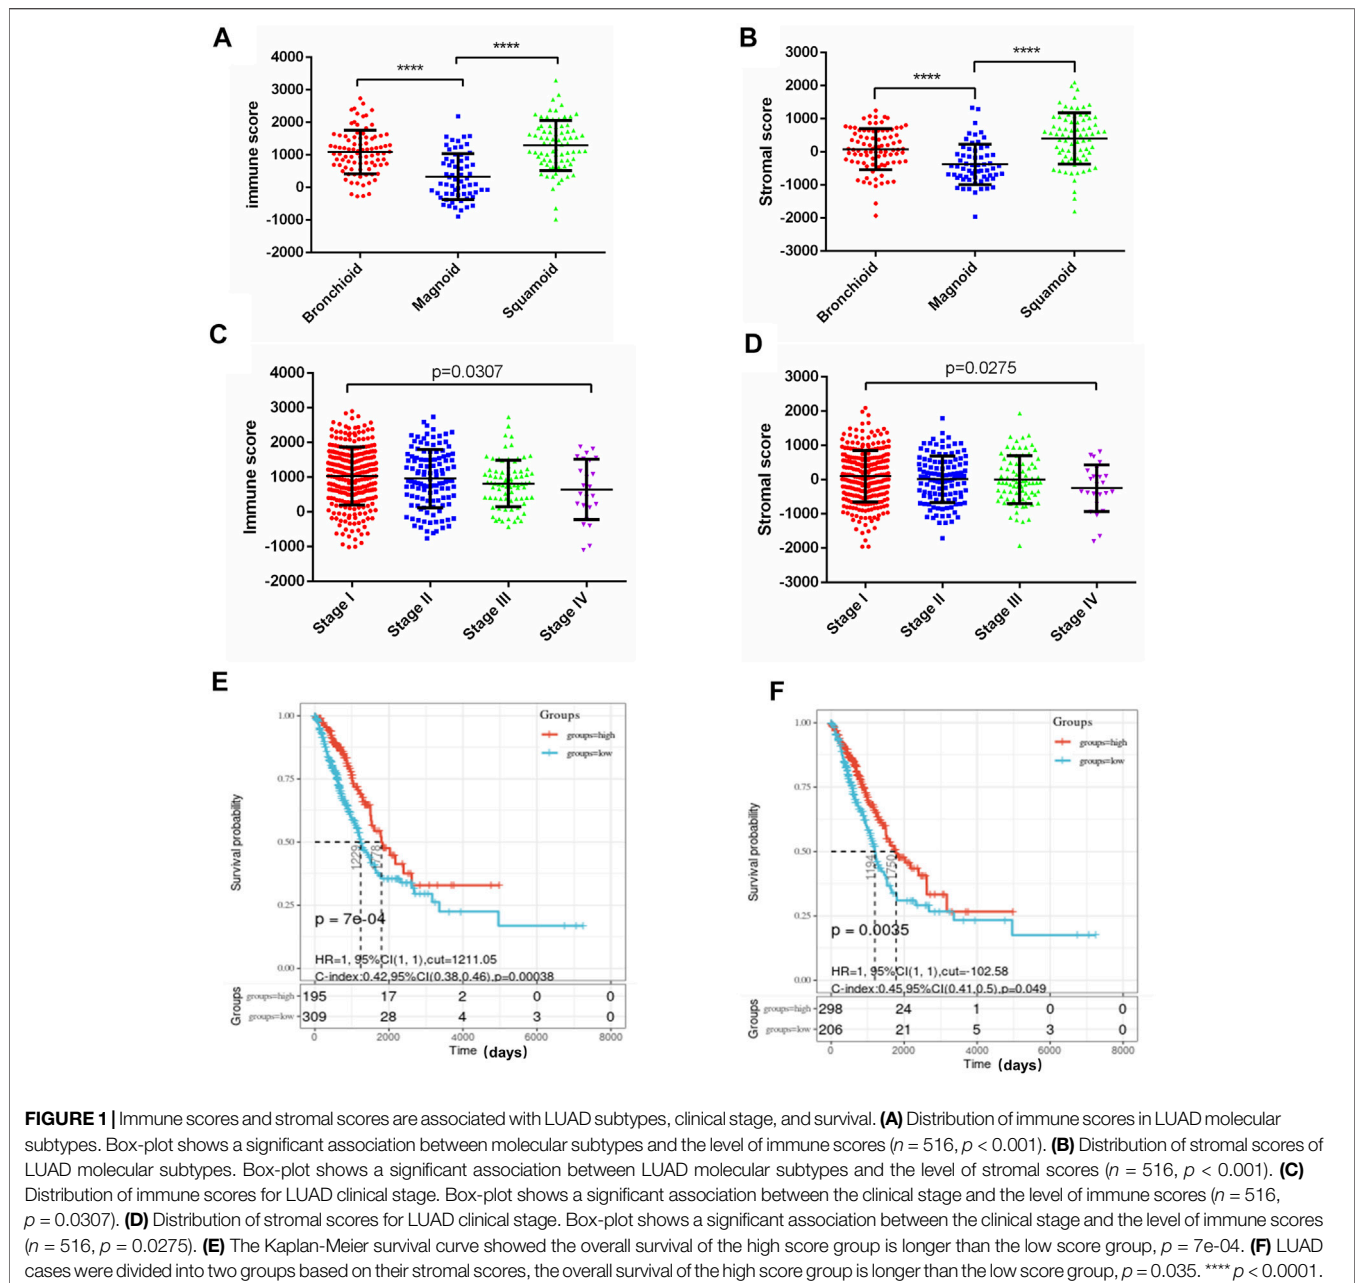 A
4000
3000
2000
1000
0
-1000
-2000
immune score
****
****
Bronchioid
Magnoid
Squamoid
B
3000
2000
1000
0
-1000
-2000
-3000
Stromal score
****
****
Bronchioid
Magnoid
Squamoid
C
4000
3000
2000
1000
0
-1000
-2000
Immune score
p=0.0307
Stage I
Stage II
Stage III
Stage IV
D
3000
2000
1000
0
-1000
-2000
-3000
Stromal score
p=0.0275
Stage I
Stage II
Stage III
Stage IV
E
1.00
0.75
0.50
0.25
0.00
Survival probability
Groups
groups=high
groups=low
1229
1778
p = 7e-04
HR=1, 95%CI(1, 1),cut=1211.05
C-index:0.42,95%CI(0.38,0.46),p=0.00038
Groups
groups=high 195 17 2 0 0
groups=low 309 28 4 3 0
0 2000 4000 6000 8000
Time (days)
F
1.00
0.75
0.50
0.25
0.00
Survival probability
Groups
groups=high
groups=low
1194
1750
p = 0.0035
HR=1, 95%CI(1, 1),cut=-102.58
C-index:0.45,95%CI(0.41,0.5),p=0.049
Groups
groups=high 298 24 1 0 0
groups=low 206 21 5 3 0
0 2000 4000 6000 8000
Time (days)
FIGURE 1 | Immune scores and stromal scores are associated with LUAD subtypes, clinical stage, and survival. (A) Distribution of immune scores in LUAD molecular
subtypes. Box-plot shows a significant association between molecular subtypes and the level of immune scores (n = 516, p < 0.001). (B) Distribution of stromal scores of
LUAD molecular subtypes. Box-plot shows a significant association between LUAD molecular subtypes and the level of stromal scores (n = 516, p < 0.001). (C)
Distribution of immune scores for LUAD clinical stage. Box-plot shows a significant association between the clinical stage and the level of immune scores (n = 516,
p = 0.0307). (D) Distribution of stromal scores for LUAD clinical stage. Box-plot shows a significant association between the clinical stage and the level of immune scores
(n = 516, p = 0.0275). (E) The Kaplan-Meier survival curve showed the overall survival of the high score group is longer than the low score group, p = 7e-04. (F) LUAD
cases were divided into two groups based on their stromal scores, the overall survival of the high score group is longer than the low score group, p = 0.035. **** p < 0.0001.